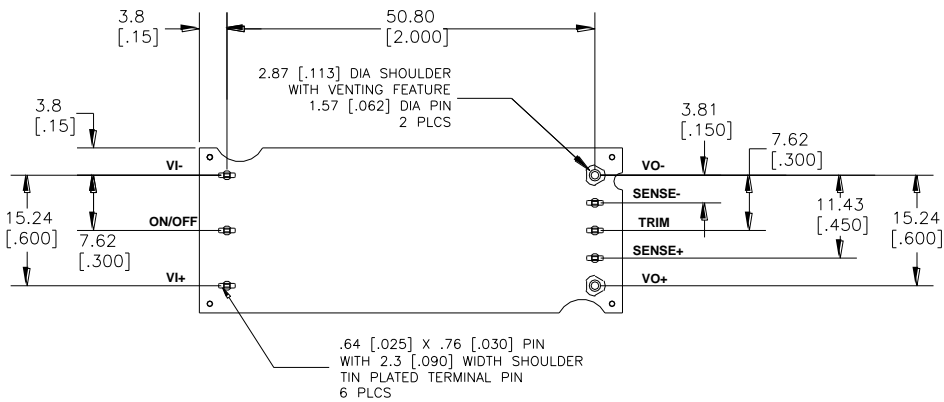 3.8
[.15]
50.80
[2.000]
2.87 [.113] DIA SHOULDER
WITH VENTING FEATURE
1.57 [.062] DIA PIN
2 PLCS
3.8
[.15]
3.81
[.150]
7.62
[.300]
VI-
VO-
SENSE-
15.24
[.600]
ON/OFF
7.62
[.300]
TRIM
11.43
[.450]
15.24
[.600]
SENSE+
VI+
VO+
.64 [.025] X .76 [.030] PIN
WITH 2.3 [.090] WIDTH SHOULDER
TIN PLATED TERMINAL PIN
6 PLCS